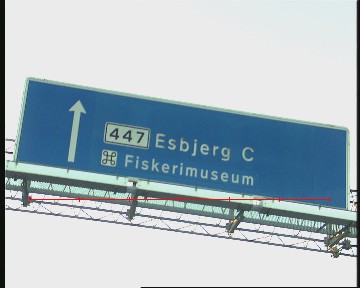 447 Esbjerg C
⌘ Fiskerimuseum